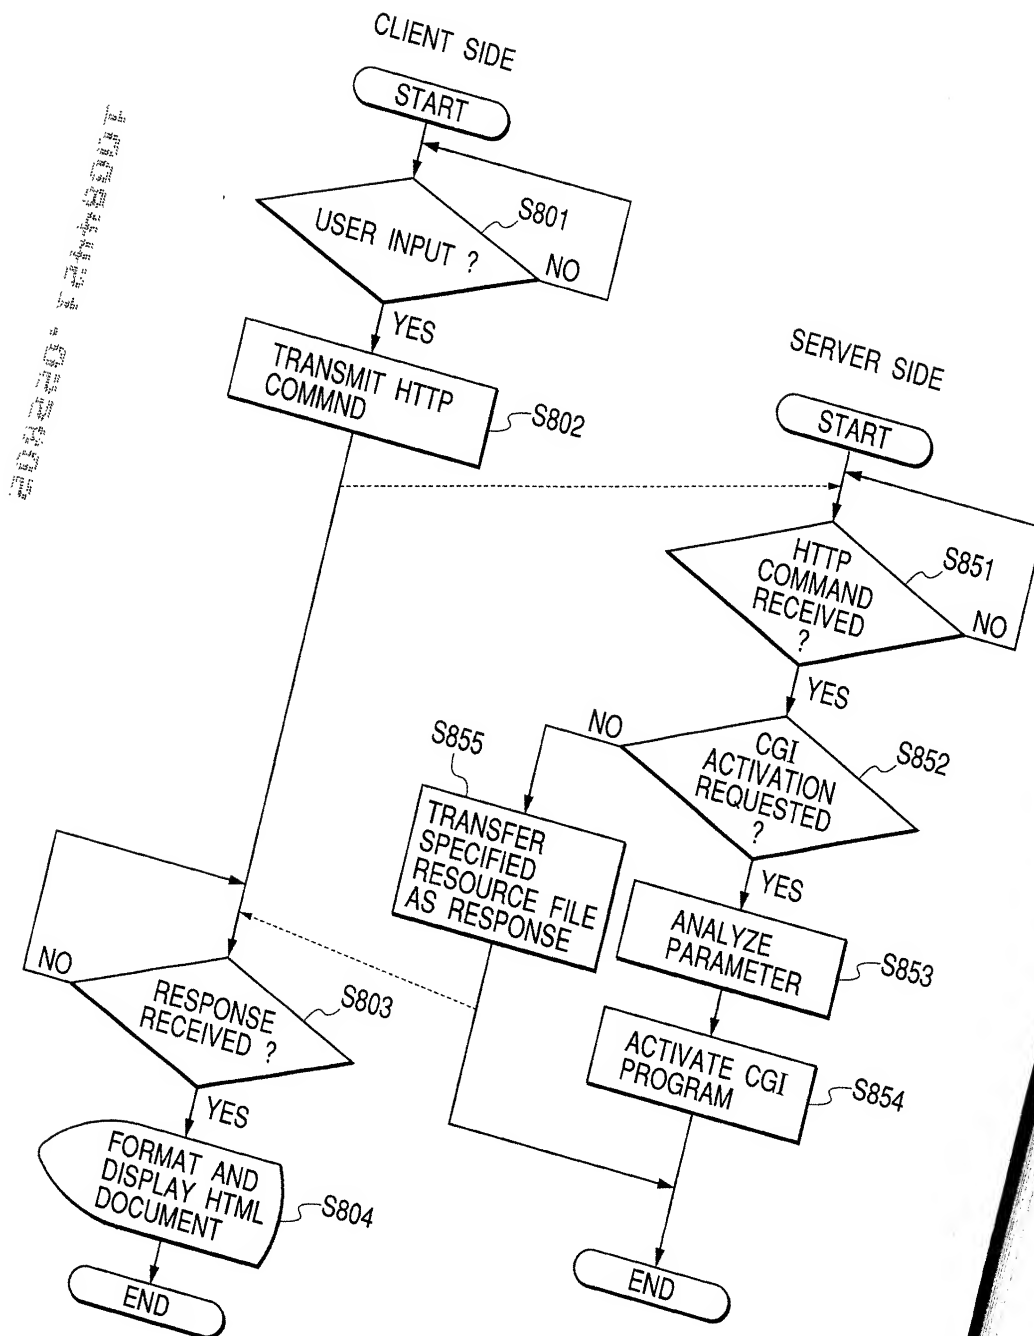 CLIENT SIDE
START
USER INPUT ?
S801
NO
YES
TRANSMIT HTTP
COMMND
S802
SERVER SIDE
START
HTTP
COMMAND
RECEIVED
?
S851
NO
YES
CGI
ACTIVATION
REQUESTED
?
S852
NO
YES
S855
TRANSFER
SPECIFIED
RESOURCE FILE
AS RESPONSE
ANALYZE
PARAMETER
S853
ACTIVATE CGI
PROGRAM
S854
END
RESPONSE
RECEIVED ?
S803
NO
YES
FORMAT AND
DISPLAY HTML
DOCUMENT
S804
END